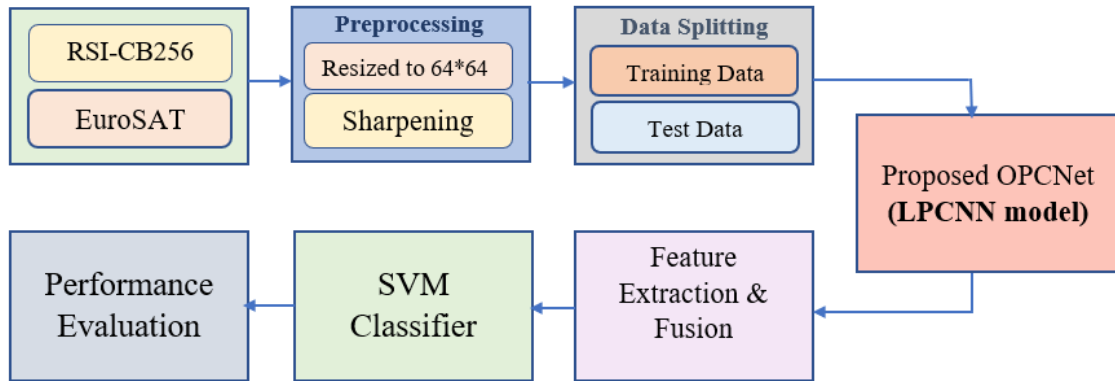 RSI-CB256
EuroSAT
Preprocessing
Resized to 64*64
Sharpening
Data Splitting
Training Data
Test Data
Proposed OPCNet
(LPCNN model)
Feature
Extraction &
Fusion
SVM
Classifier
Performance
Evaluation